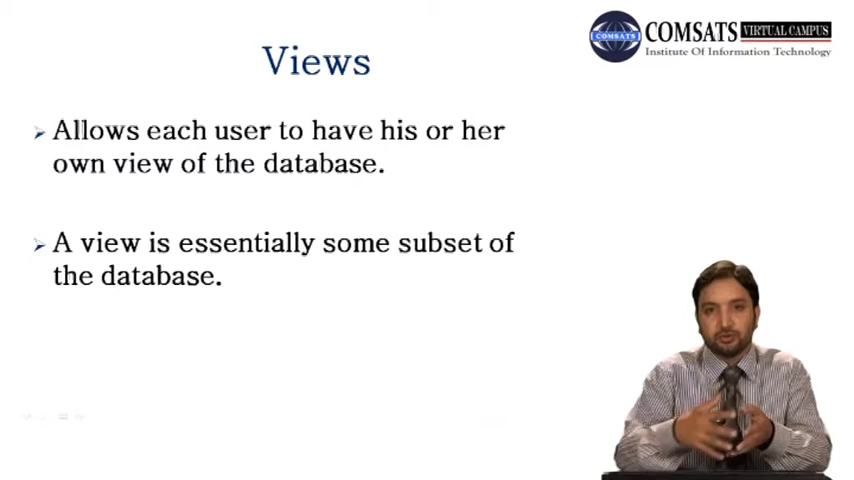 COMSATS VIRTUAL CAMPUS
COMSATS
Institute Of Information Technology
Views
Allows each user to have his or her
own view of the database.
A view is essentially some subset of
the database.